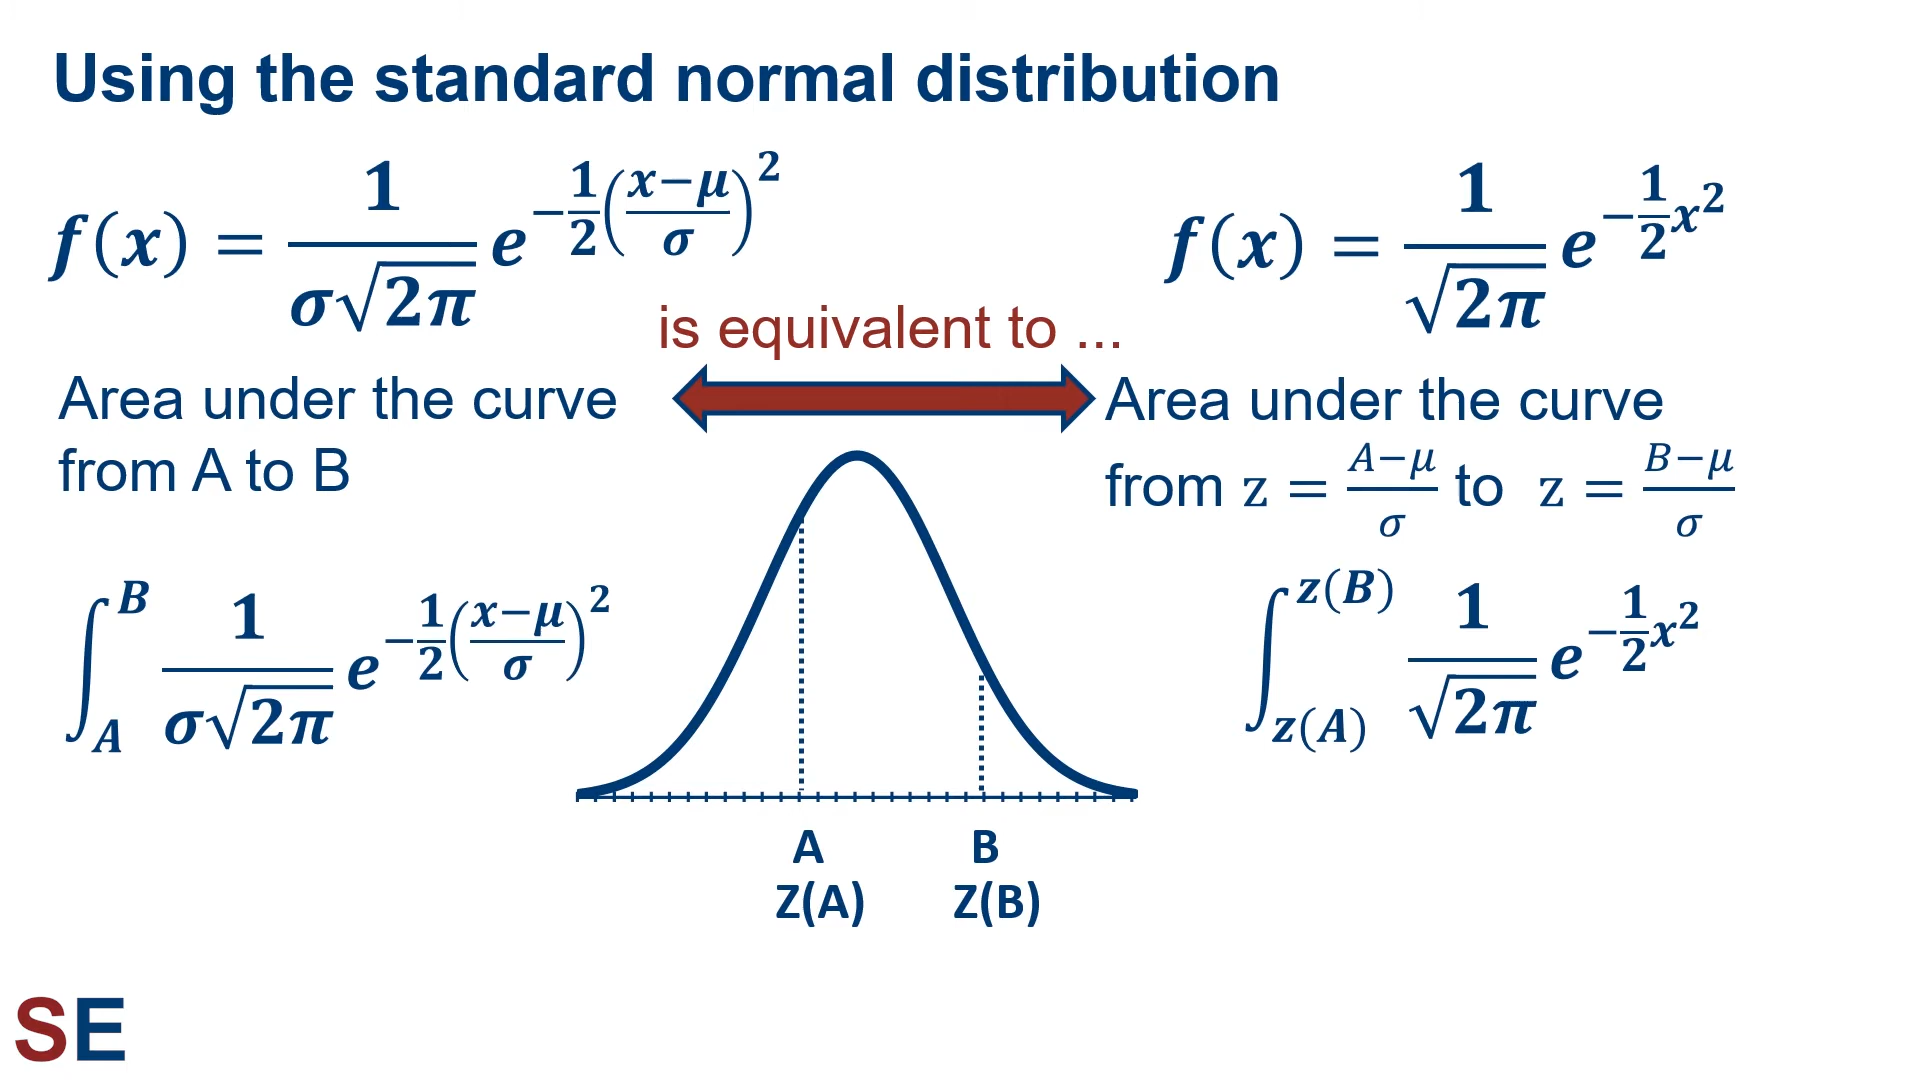 Using the standard normal distribution
𝒇(𝒙) = 𝟏/(𝝈√𝟐𝝅) 𝒆^(−(𝟏/𝟐)((𝒙−𝝁)/𝝈)^𝟐)
𝒇(𝒙) = 𝟏/√𝟐𝝅 𝒆^(−(𝟏/𝟐)𝒙^𝟐)
is equivalent to ...
Area under the curve
from A to B
Area under the curve
from z = (A−μ)/σ to z = (B−μ)/σ
∫_A^B 𝟏/(𝝈√𝟐𝝅) 𝒆^(−(𝟏/𝟐)((𝒙−𝝁)/𝝈)^𝟐)
∫_z(A)^z(B) 𝟏/√𝟐𝝅 𝒆^(−(𝟏/𝟐)𝒙^𝟐)
A B
Z(A) Z(B)
SE